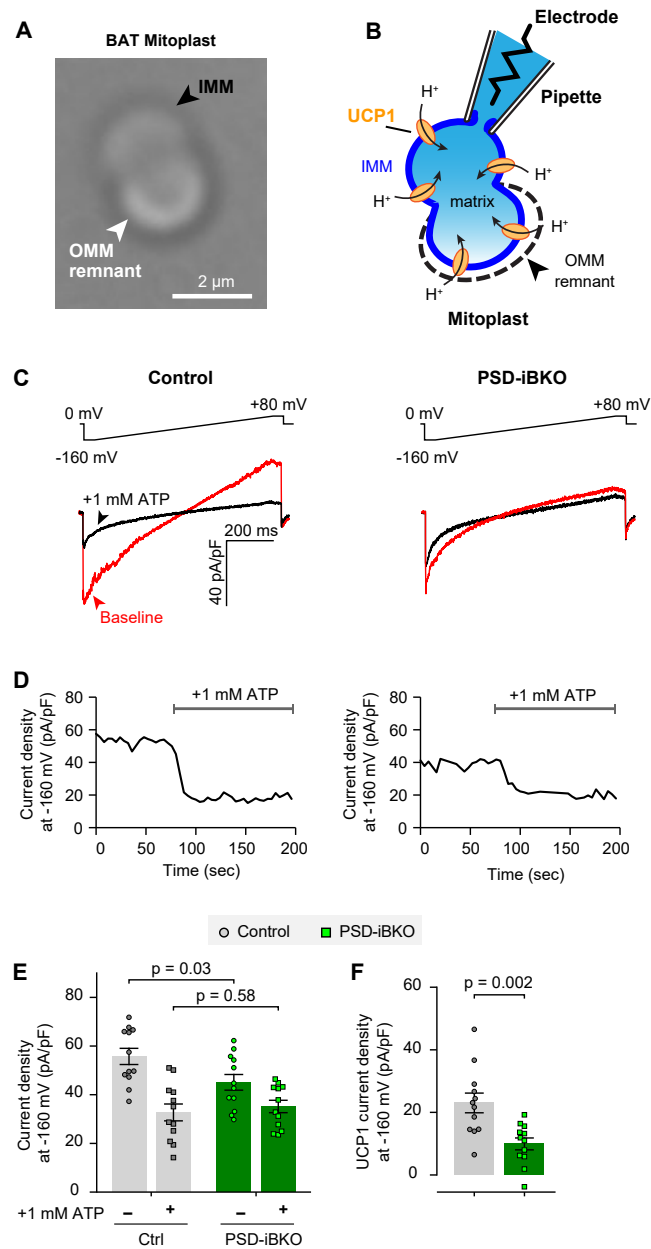 A
BAT Mitoplast
IMM
OMM
remnant
2 µm
B
Electrode
Pipette
UCP1
IMM
H⁺
H⁺
H⁺
H⁺
H⁺
matrix
OMM
remnant
Mitoplast
C
Control
0 mV
+80 mV
-160 mV
+1 mM ATP
Baseline
200 ms
40 pA/pF
PSD-iBKO
0 mV
+80 mV
-160 mV
D
Current density
at -160 mV (pA/pF)
80
60
40
20
0
+1 mM ATP
0 50 100 150 200
Time (sec)
Current density
at -160 mV (pA/pF)
80
60
40
20
0
+1 mM ATP
0 50 100 150 200
Time (sec)
Control PSD-iBKO
E
Current density
at -160 mV (pA/pF)
80
60
40
20
0
p = 0.03
p = 0.58
+1 mM ATP – + – +
Ctrl PSD-iBKO
F
UCP1 current density
at -160 mV (pA/pF)
60
40
20
0
p = 0.002